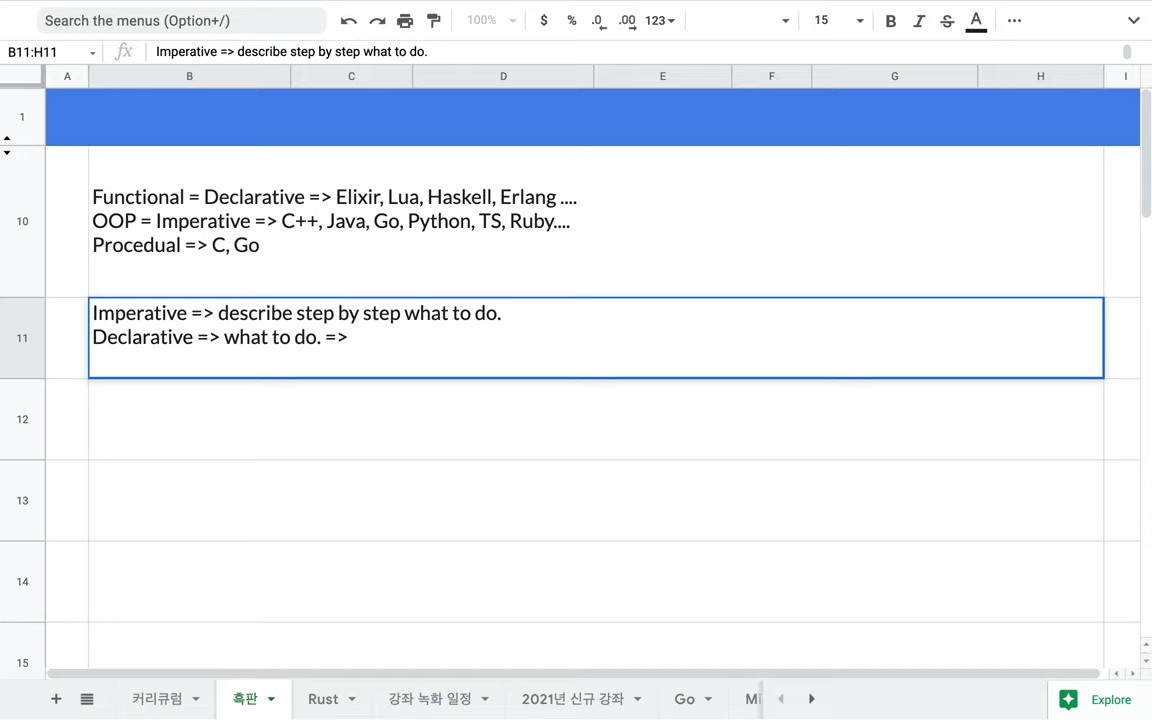 Search the menus (Option+/)
100%
$ % .0 .00 123 15 B I S A
B11:H11 fx Imperative => describe step by step what to do.
A B C D E F G H I
1
10
Functional = Declarative => Elixir, Lua, Haskell, Erlang ....
OOP = Imperative => C++, Java, Go, Python, TS, Ruby....
Procedual => C, Go
11
Imperative => describe step by step what to do.
Declarative => what to do. =>
12
13
14
15
커리큐럼 흑판 Rust 강좌 녹화 일정 2021년 신규 강좌 Go Mi Explore